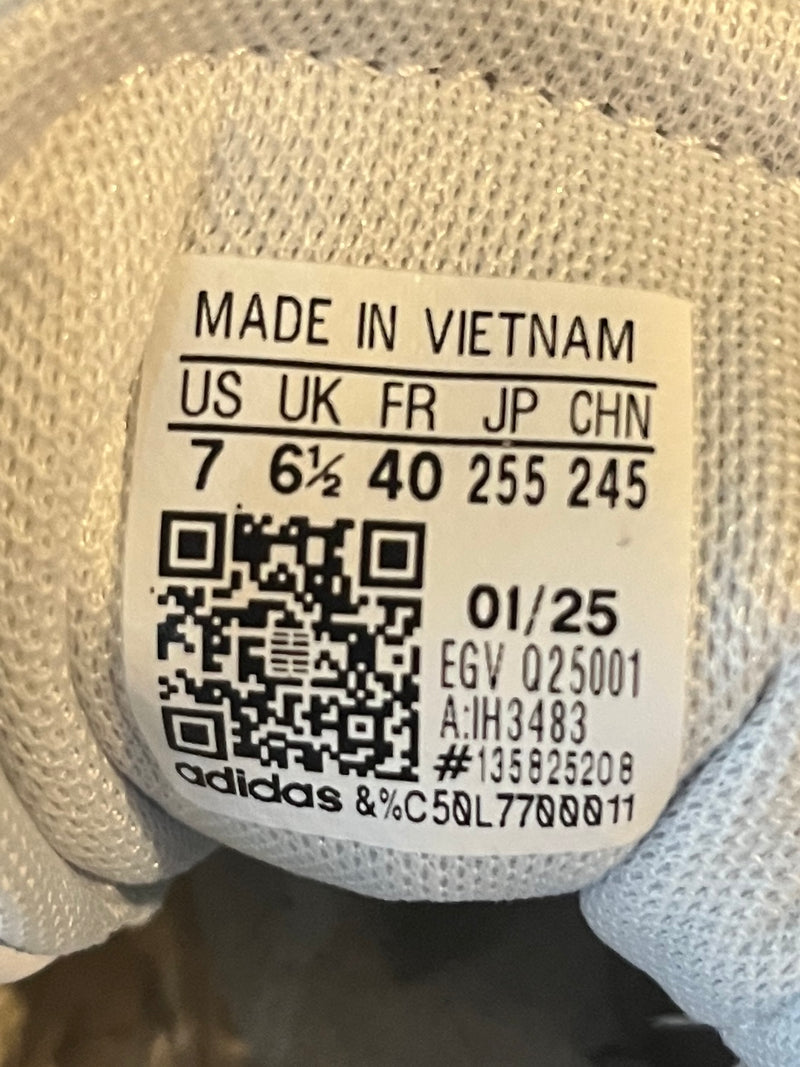 MADE IN VIETNAM
US UK FR JP CHN
7 6½ 40 255 245
01/25
EGV Q25001
A:IH3483
#135825208
adidas &%C50L7700011